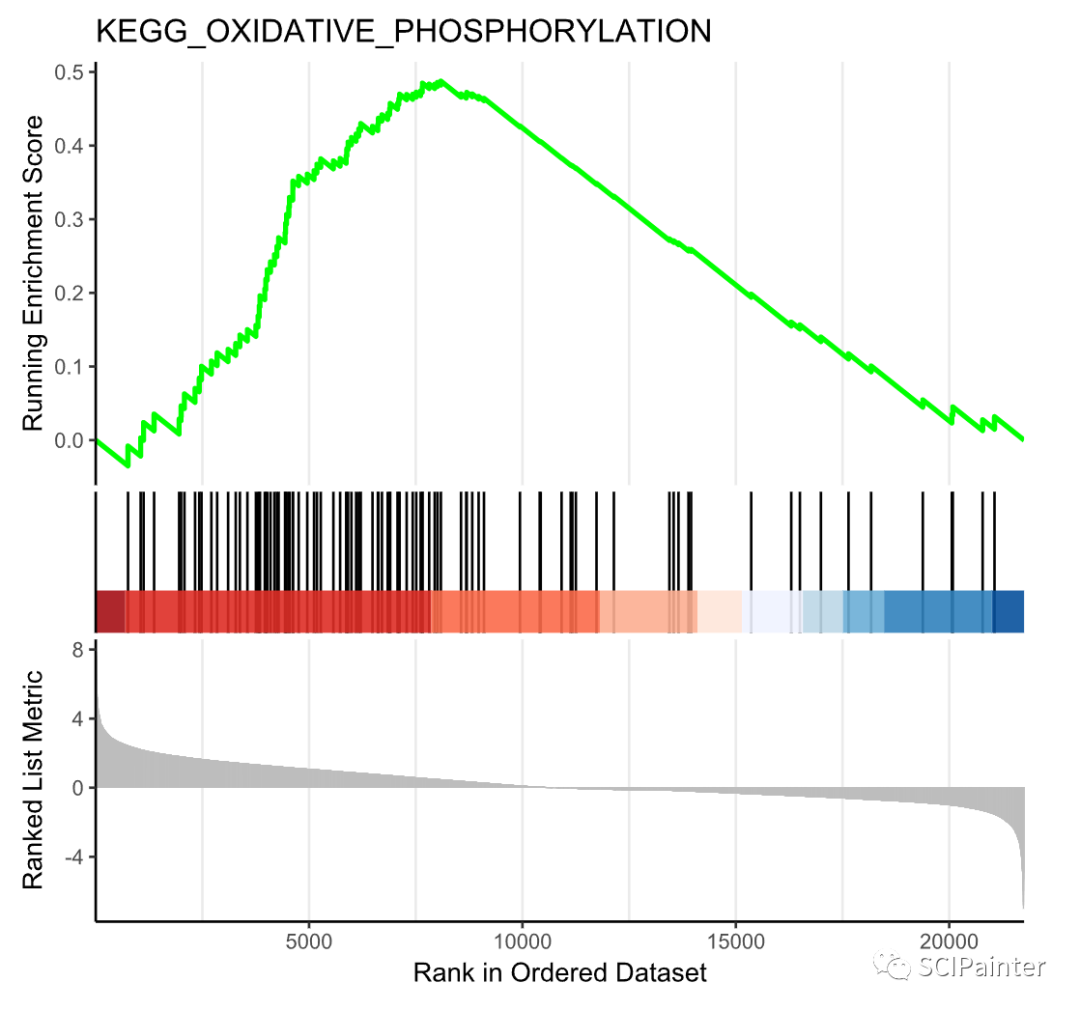 KEGG_OXIDATIVE_PHOSPHORYLATION
Running Enrichment Score
0.5
0.4
0.3
0.2
0.1
0.0
Ranked List Metric
8
4
0
-4
5000 10000 15000 20000
Rank in Ordered Dataset
SCIPainter